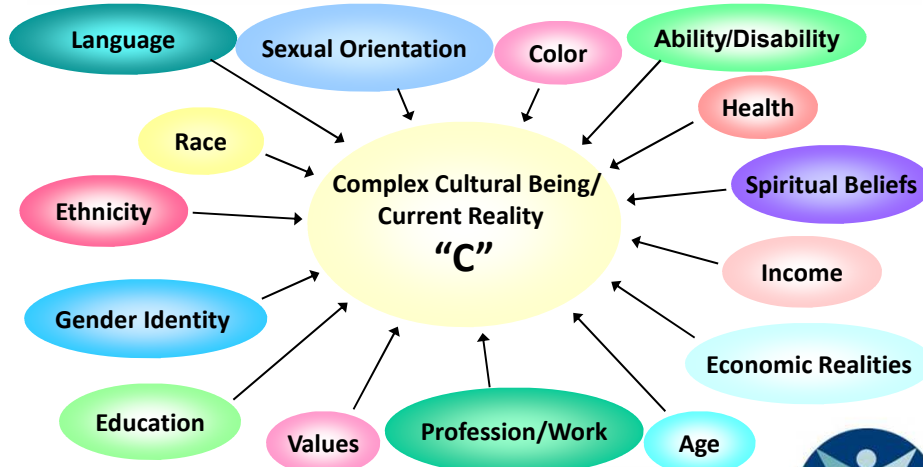 Language
Sexual Orientation
Color
Ability/Disability
Health
Race
Complex Cultural Being/
Current Reality
“C”
Spiritual Beliefs
Ethnicity
Income
Gender Identity
Economic Realities
Education
Values
Profession/Work
Age